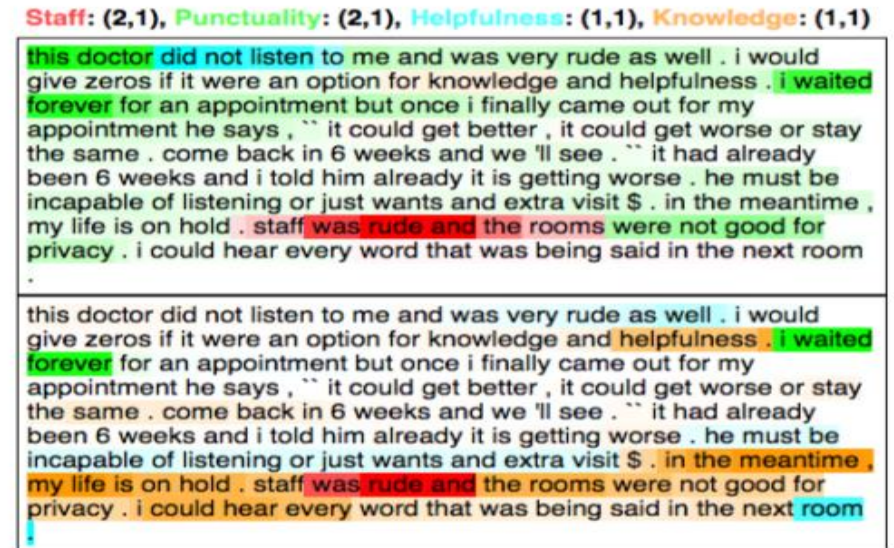 Staff: (2,1), Punctuality: (2,1), Helpfulness: (1,1), Knowledge: (1,1)
this doctor did not listen to me and was very rude as well . i would
give zeros if it were an option for knowledge and helpfulness . i waited
forever for an appointment but once i finally came out for my
appointment he says , `` it could get better , it could get worse or stay
the same . come back in 6 weeks and we 'll see . `` it had already
been 6 weeks and i told him already it is getting worse . he must be
incapable of listening or just wants and extra visit $ . in the meantime ,
my life is on hold . staff was rude and the rooms were not good for
privacy . i could hear every word that was being said in the next room
.
this doctor did not listen to me and was very rude as well . i would
give zeros if it were an option for knowledge and helpfulness . i waited
forever for an appointment but once i finally came out for my
appointment he says , `` it could get better , it could get worse or stay
the same . come back in 6 weeks and we 'll see . `` it had already
been 6 weeks and i told him already it is getting worse . he must be
incapable of listening or just wants and extra visit $ . in the meantime ,
my life is on hold . staff was rude and the rooms were not good for
privacy . i could hear every word that was being said in the next room
.